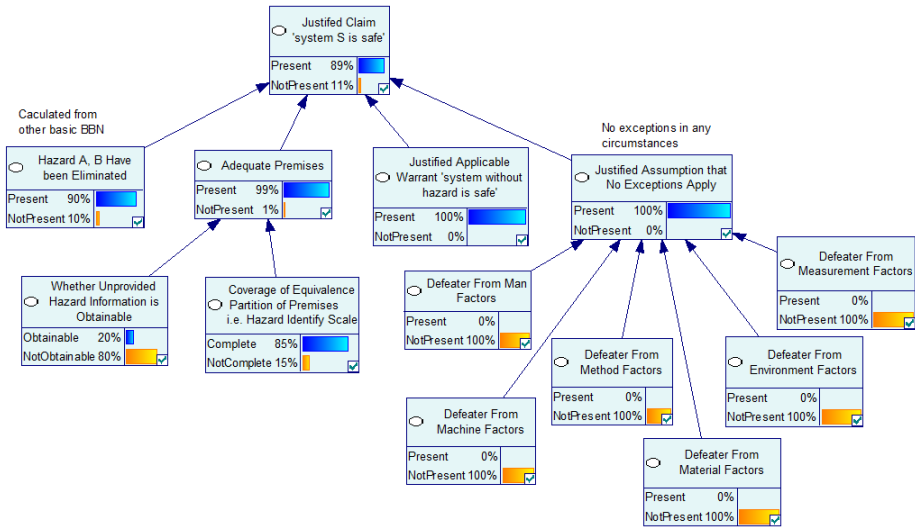 Justifed Claim
'system S is safe'
Present 89%
NotPresent 11%
Caculated from
other basic BBN
No exceptions in any
circumstances
Hazard A, B Have
been Eliminated
Present 90%
NotPresent 10%
Adequate Premises
Present 99%
NotPresent 1%
Justified Applicable
Warrant 'system without
hazard is safe'
Present 100%
NotPresent 0%
Justified Assumption that
No Exceptions Apply
Present 100%
NotPresent 0%
Whether Unprovided
Hazard Information is
Obtainable
Obtainable 20%
NotObtainable 80%
Coverage of Equivalence
Partition of Premises
i.e. Hazard Identify Scale
Complete 85%
NotComplete 15%
Defeater From Man
Factors
Present 0%
NotPresent 100%
Defeater From
Measurement Factors
Present 0%
NotPresent 100%
Defeater From
Method Factors
Present 0%
NotPresent 100%
Defeater From
Environment Factors
Present 0%
NotPresent 100%
Defeater From
Machine Factors
Present 0%
NotPresent 100%
Defeater From
Material Factors
Present 0%
NotPresent 100%